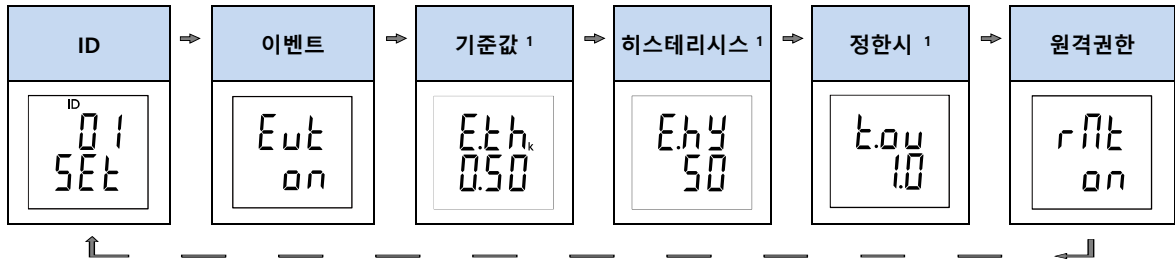 ID
이벤트
기준값 1
히스테리시스 1
정한시 1
원격권한
ID
01
SEt
Evt
on
E.th k
0.50
E.hY
50
t.ov
1.0
rMt
on